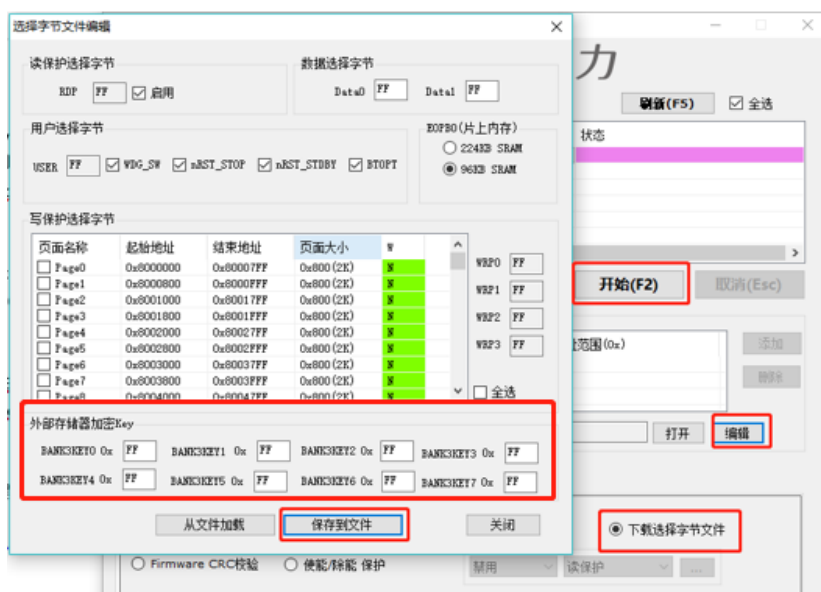 选择字节文件编辑
力
刷新(F5) 全选
状态
开始(F2) 取消(Esc)
范围(0x) 添加
删除
打开 编辑
下载选择字节文件
读保护选择字节
RDP FF 启用
数据选择字节
Data0 FF Data1 FF
用户选择字节
USER FF WDG_SW nRST_STOP nRST_STDBY BTOPT
EOPB0(片上内存)
224KB SRAM
96KB SRAM
写保护选择字节
页面名称 起始地址 结束地址 页面大小 W
Page0 0x8000000 0x80007FF 0x800(2K) N
Page1 0x8000800 0x8000FFF 0x800(2K) N
Page2 0x8001000 0x80017FF 0x800(2K) N
Page3 0x8001800 0x8001FFF 0x800(2K) N
Page4 0x8002000 0x80027FF 0x800(2K) N
Page5 0x8002800 0x8002FFF 0x800(2K) N
Page6 0x8003000 0x80037FF 0x800(2K) N
Page7 0x8003800 0x8003FFF 0x800(2K) N
Page8 0x8004000 0x80047FF 0x800(2K) N
WRP0 FF
WRP1 FF
WRP2 FF
WRP3 FF
全选
外部存储器加密Key
BANK3KEY0 0x FF BANK3KEY1 0x FF BANK3KEY2 0x FF BANK3KEY3 0x FF
BANK3KEY4 0x FF BANK3KEY5 0x FF BANK3KEY6 0x FF BANK3KEY7 0x FF
从文件加载 保存到文件 关闭
Firmware CRC校验 使能/除能 保护 禁用 读保护 ...